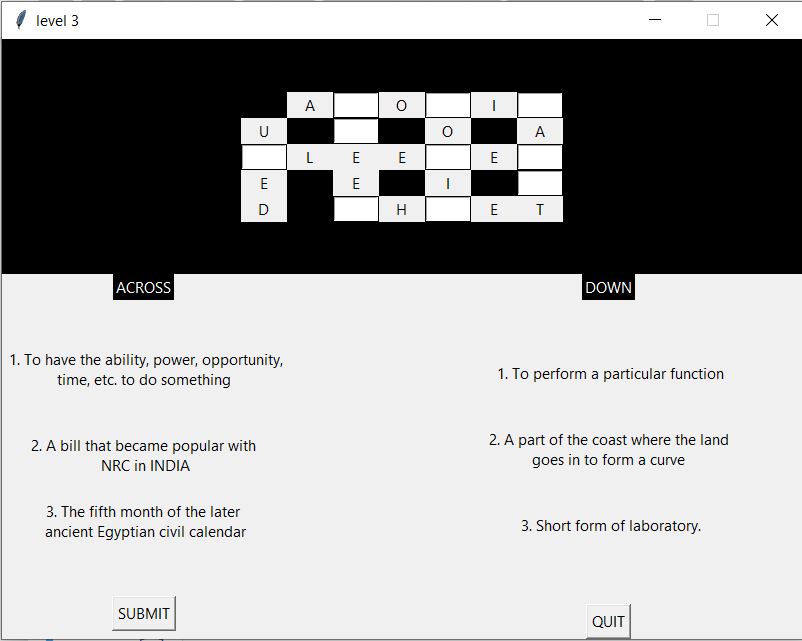 level 3
A O I
U O A
L E E E
E E I
D H E T
ACROSS
DOWN
1. To have the ability, power, opportunity,
time, etc. to do something
2. A bill that became popular with
NRC in INDIA
3. The fifth month of the later
ancient Egyptian civil calendar
1. To perform a particular function
2. A part of the coast where the land
goes in to form a curve
3. Short form of laboratory.
SUBMIT
QUIT